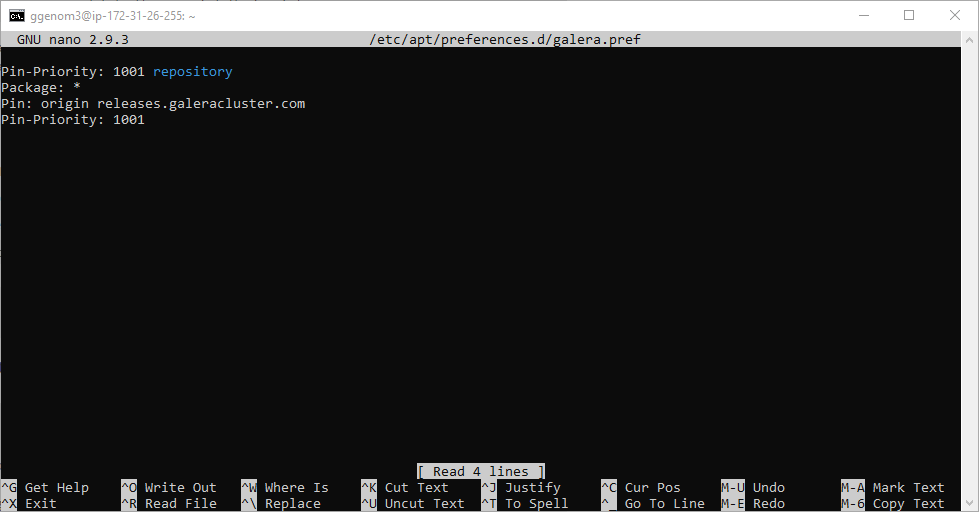 ggenom3@ip-172-31-26-255: ~
GNU nano 2.9.3 /etc/apt/preferences.d/galera.pref
Pin-Priority: 1001 repository
Package: *
Pin: origin releases.galeracluster.com
Pin-Priority: 1001
[ Read 4 lines ]
^G Get Help ^O Write Out ^W Where Is ^K Cut Text ^J Justify ^C Cur Pos M-U Undo M-A Mark Text
^X Exit ^R Read File ^\ Replace ^U Uncut Text ^T To Spell ^_ Go To Line M-E Redo M-6 Copy Text